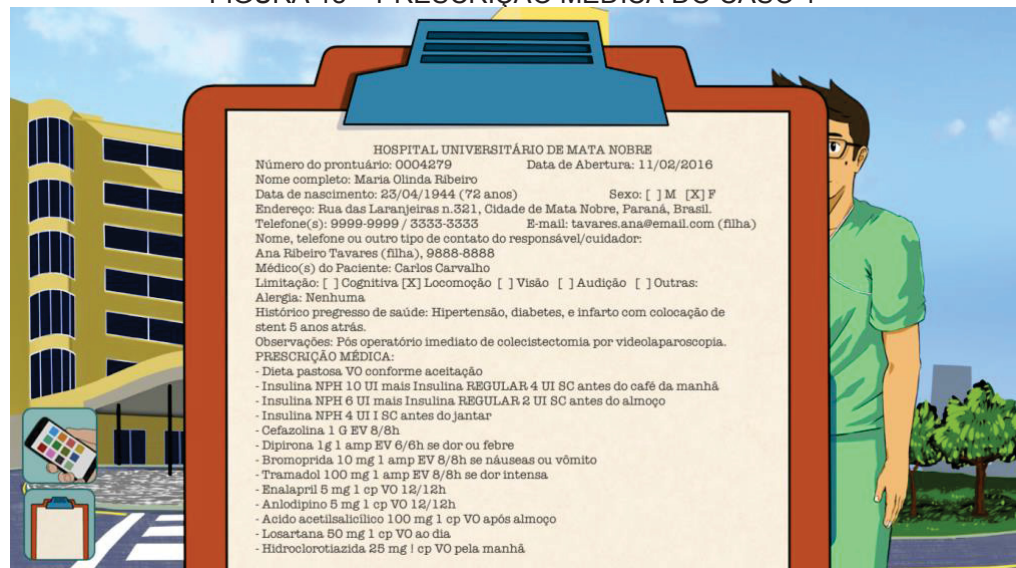 HOSPITAL UNIVERSITÁRIO DE MATA NOBRE
Número do prontuário: 0004279 Data de Abertura: 11/02/2016
Nome completo: Maria Olinda Ribeiro
Data de nascimento: 23/04/1944 (72 anos) Sexo: [ ] M [X] F
Endereço: Rua das Laranjeiras n.321, Cidade de Mata Nobre, Paraná, Brasil.
Telefone(s): 9999-9999 / 3333-3333 E-mail: tavares.ana@email.com (filha)
Nome, telefone ou outro tipo de contato do responsável/cuidador:
Ana Ribeiro Tavares (filha), 9888-8888
Médico(s) do Paciente: Carlos Carvalho
Limitação: [ ] Cognitiva [X] Locomoção [ ] Visão [ ] Audição [ ] Outras:
Alergia: Nenhuma
Histórico pregresso de saúde: Hipertensão, diabetes, e infarto com colocação de
stent 5 anos atrás.
Observações: Pós operatório imediato de colecistectomia por videolaparoscopia.
PRESCRIÇÃO MÉDICA:
- Dieta pastosa VO conforme aceitação
- Insulina NPH 10 UI mais Insulina REGULAR 4 UI SC antes do café da manhã
- Insulina NPH 6 UI mais Insulina REGULAR 2 UI SC antes do almoço
- Insulina NPH 4 UI I SC antes do jantar
- Cefazolina 1 G EV 8/8h
- Dipirona 1g 1 amp EV 6/6h se dor ou febre
- Bromoprida 10 mg 1 amp EV 8/8h se náuseas ou vômito
- Tramadol 100 mg 1 amp EV 8/8h se dor intensa
- Enalapril 5 mg 1 cp VO 12/12h
- Anlodipino 5 mg 1 cp VO 12/12h
- Acido acetilsalicílico 100 mg 1 cp VO após almoço
- Losartana 50 mg 1 cp VO ao dia
- Hidroclorotiazida 25 mg ! cp VO pela manhã